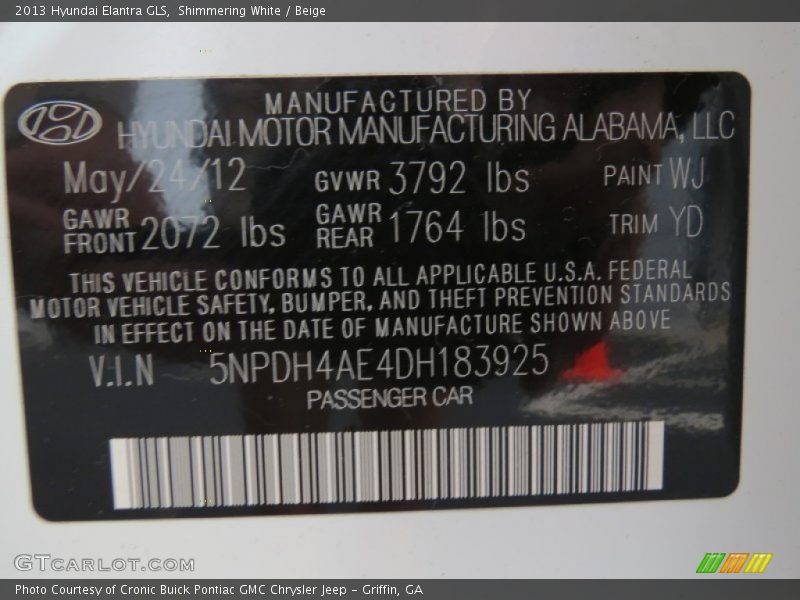 2013 Hyundai Elantra GLS, Shimmering White / Beige
MANUFACTURED BY
HYUNDAI MOTOR MANUFACTURING ALABAMA, LLC
May/24/12 GVWR 3792 lbs PAINT WJ
GAWR FRONT 2072 lbs GAWR REAR 1764 lbs TRIM YD
THIS VEHICLE CONFORMS TO ALL APPLICABLE U.S.A. FEDERAL
MOTOR VEHICLE SAFETY, BUMPER, AND THEFT PREVENTION STANDARDS
IN EFFECT ON THE DATE OF MANUFACTURE SHOWN ABOVE
V.I.N 5NPDH4AE4DH183925
PASSENGER CAR
GTCARLOT.COM
Photo Courtesy of Cronic Buick Pontiac GMC Chrysler Jeep - Griffin, GA